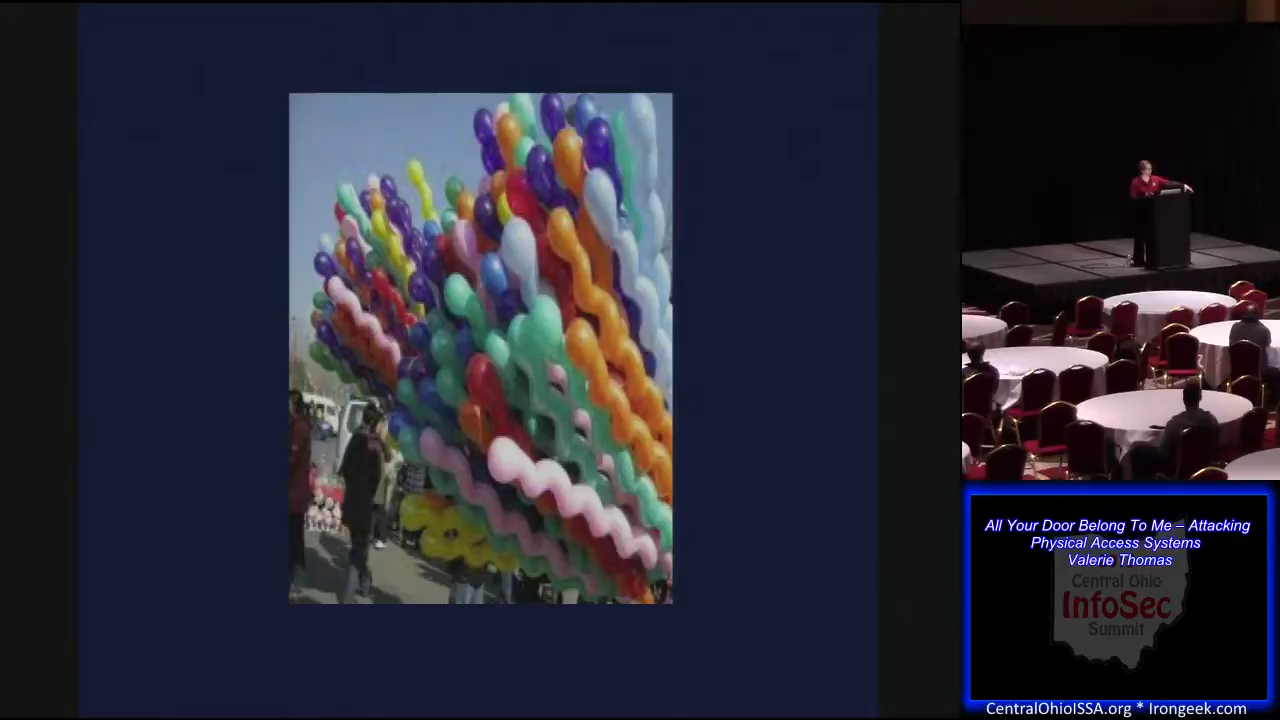 All Your Door Belong To Me – Attacking
Physical Access Systems
Valerie Thomas
Central Ohio
InfoSec
Summit
CentralOhioISSA.org * Irongeek.com